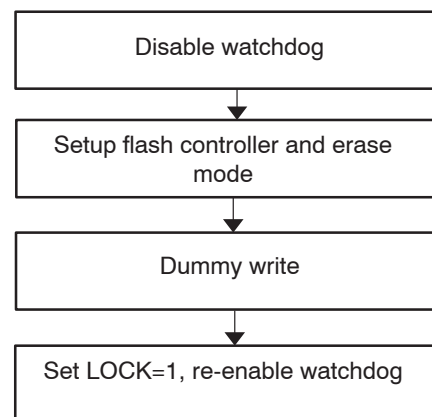 Disable watchdog
Setup flash controller and erase
mode
Dummy write
Set LOCK=1, re-enable watchdog